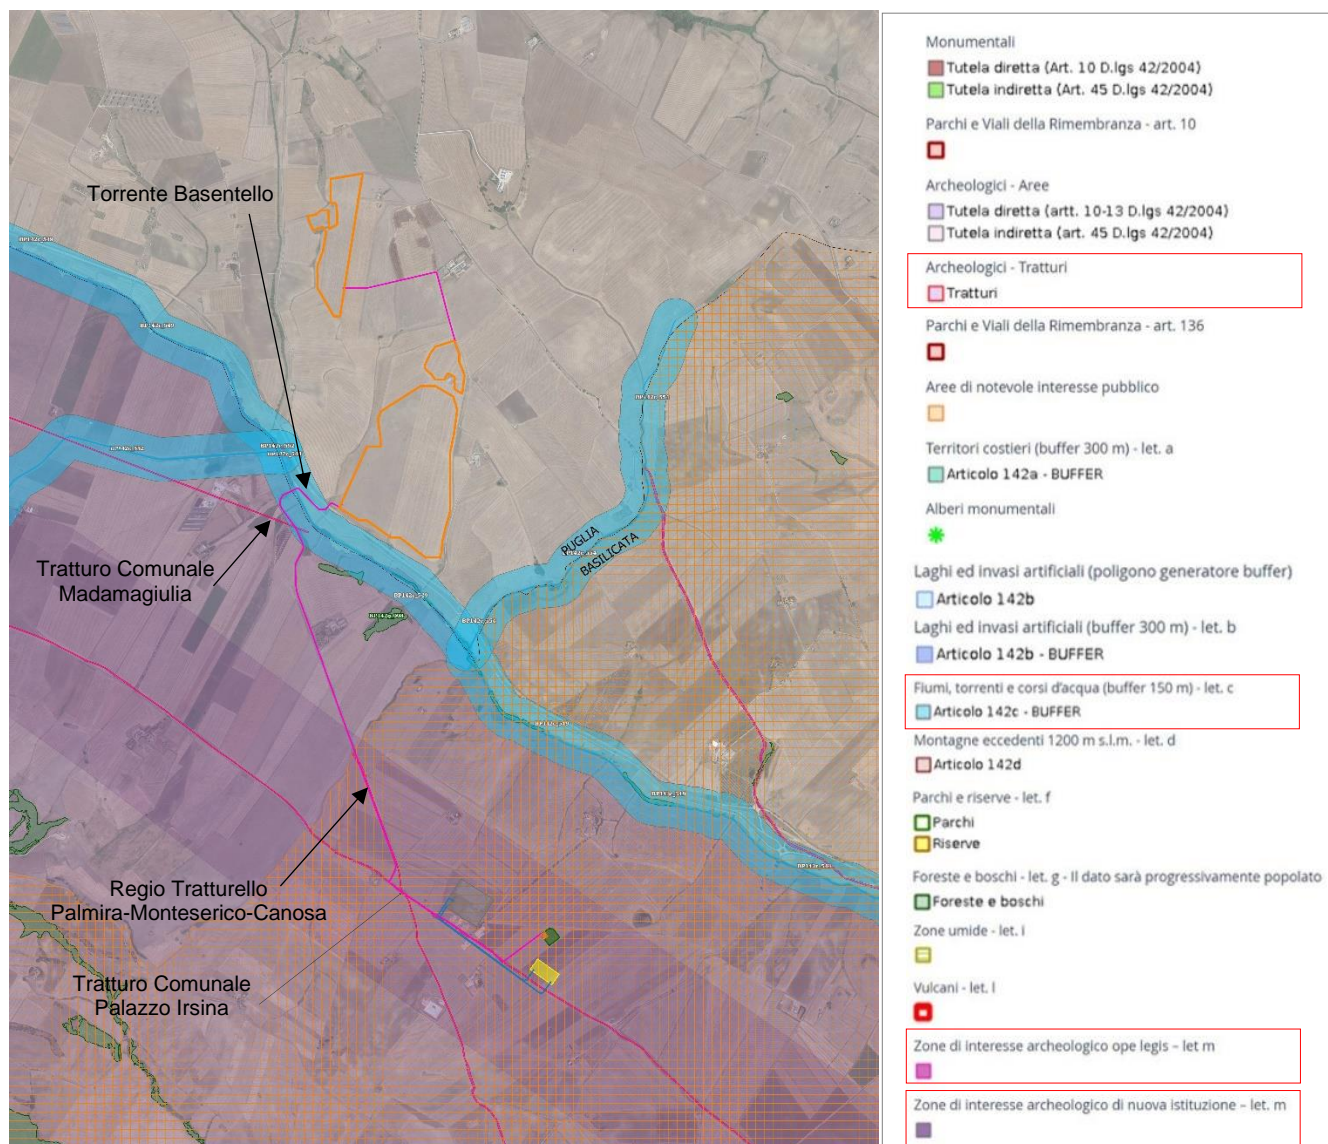 Torrente Basentello
PUGLIA
BASILICATA
Tratturo Comunale
Madamagiulia
Regio Tratturello
Palmira-Monteserico-Canosa
Tratturo Comunale
Palazzo Irsina
Monumentali
Tutela diretta (Art. 10 D.lgs 42/2004)
Tutela indiretta (Art. 45 D.lgs 42/2004)
Parchi e Viali della Rimembranza - art. 10
Archeologici - Aree
Tutela diretta (artt. 10-13 D.lgs 42/2004)
Tutela indiretta (art. 45 D.lgs 42/2004)
Archeologici - Tratturi
Tratturi
Parchi e Viali della Rimembranza - art. 136
Aree di notevole interesse pubblico
Territori costieri (buffer 300 m) - let. a
Articolo 142a - BUFFER
Alberi monumentali
Laghi ed invasi artificiali (poligono generatore buffer)
Articolo 142b
Laghi ed invasi artificiali (buffer 300 m) - let. b
Articolo 142b - BUFFER
Fiumi, torrenti e corsi d'acqua (buffer 150 m) - let. c
Articolo 142c - BUFFER
Montagne eccedenti 1200 m s.l.m. - let. d
Articolo 142d
Parchi e riserve - let. f
Parchi
Riserve
Foreste e boschi - let. g - Il dato sarà progressivamente popolato
Foreste e boschi
Zone umide - let. i
Vulcani - let. l
Zone di interesse archeologico ope legis – let m
Zone di interesse archeologico di nuova istituzione – let. m